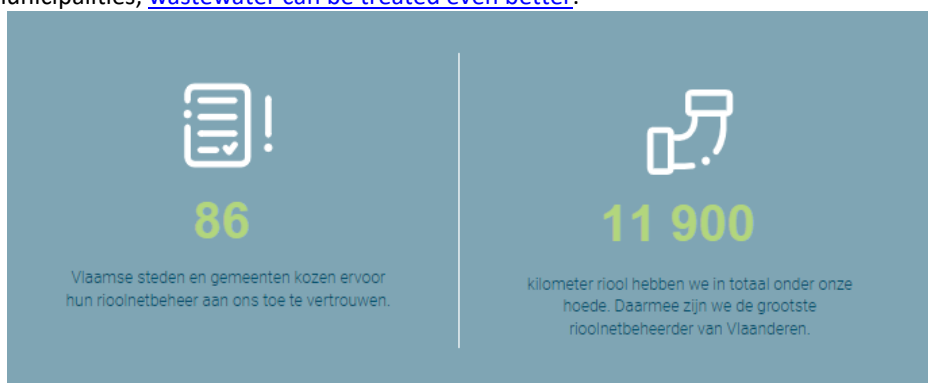 unicipalities, wastewater can be treated even better.
86
Vlaamse steden en gemeenten kozen ervoor
hun rioolnetbeheer aan ons toe te vertrouwen.
11 900
kilometer riool hebben we in totaal onder onze
hoede. Daarmee zijn we de grootste
rioolnetbeheerder van Vlaanderen.